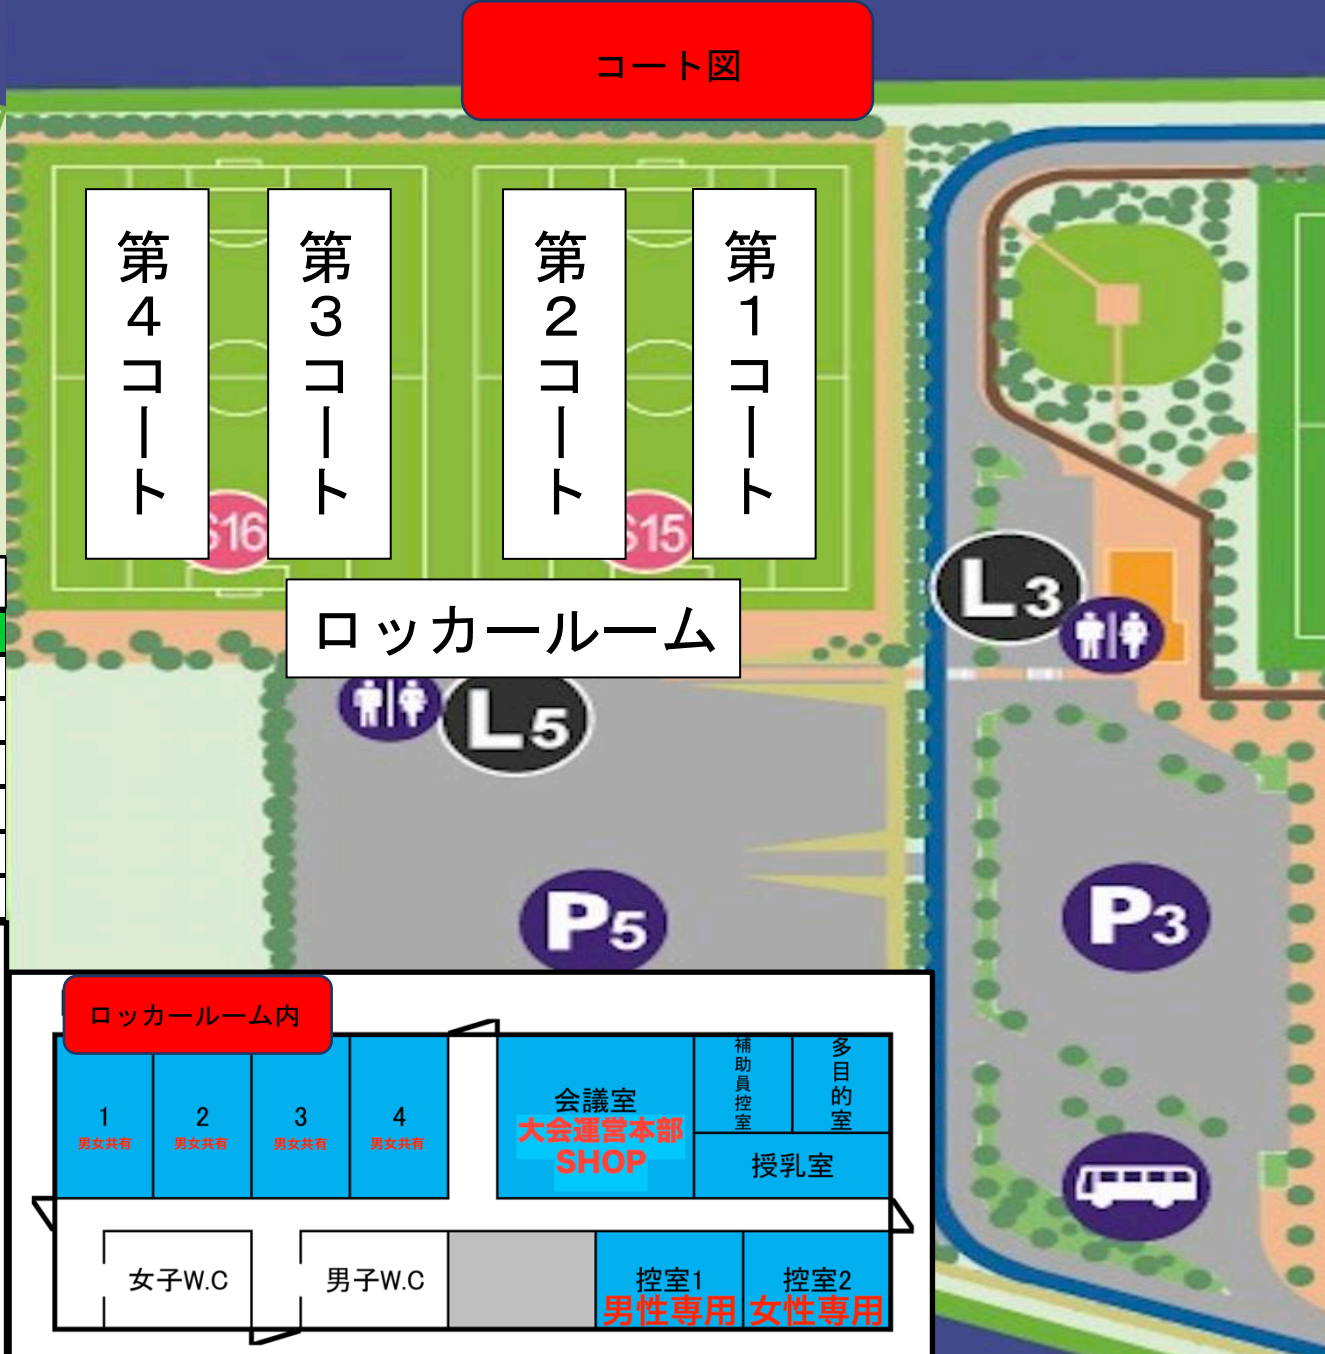 コート図
第4コート
第3コート
第2コート
第1コート
S16
S15
ロッカールーム
L3
L5
P5
P3
ロッカールーム内
1
男女共有
2
男女共有
3
男女共有
4
男女共有
会議室
大会運営本部
SHOP
補助員控室
多目的室
授乳室
女子W.C
男子W.C
控室1
男性専用
控室2
女性専用